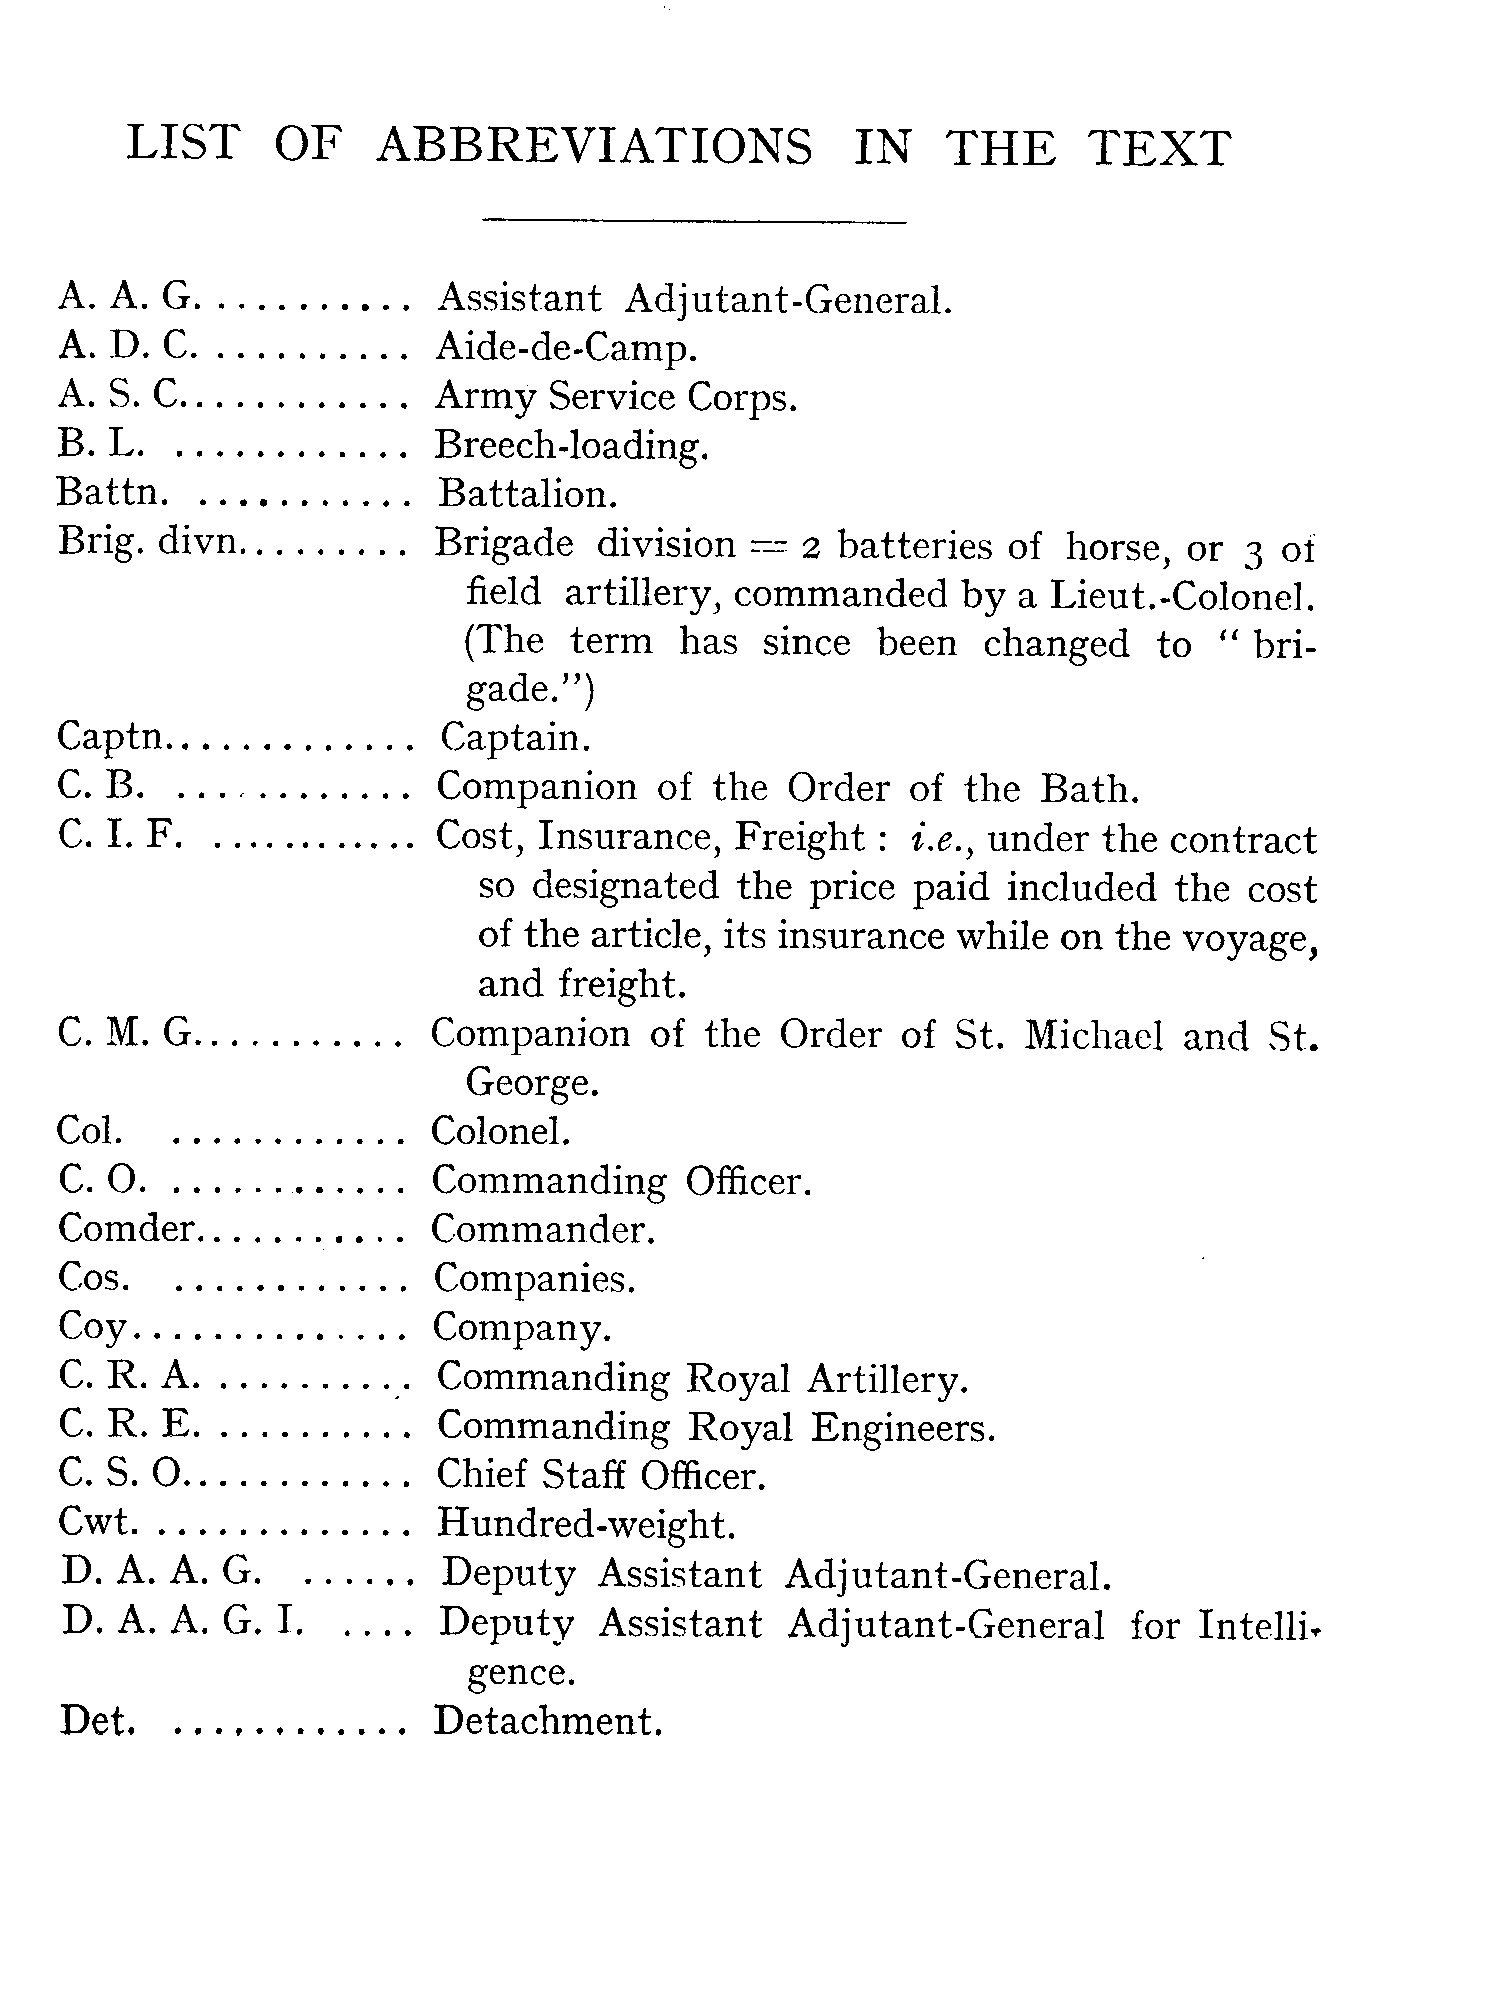 LIST OF ABBREVIATIONS IN THE TEXT
A. A. G. . . . . . . . . . . . Assistant Adjutant-General.
A. D. C. . . . . . . . . . . . Aide-de-Camp.
A. S. C. . . . . . . . . . . . Army Service Corps.
B. L. . . . . . . . . . . . . Breech-loading.
Battn. . . . . . . . . . . . Battalion.
Brig. divn. . . . . . . . . Brigade division = 2 batteries of horse, or 3 of
field artillery, commanded by a Lieut.-Colonel.
(The term has since been changed to “ bri-
gade.”)
Captn. . . . . . . . . . . . . Captain.
C. B. . . . . . . . . . . . . Companion of the Order of the Bath.
C. I. F. . . . . . . . . . . . Cost, Insurance, Freight : i.e., under the contract
so designated the price paid included the cost
of the article, its insurance while on the voyage,
and freight.
C. M. G. . . . . . . . . . . Companion of the Order of St. Michael and St.
George.
Col. . . . . . . . . . . . . Colonel.
C. O. . . . . . . . . . . . . Commanding Officer.
Comder. . . . . . . . . . . Commander.
Cos. . . . . . . . . . . . . Companies.
Coy. . . . . . . . . . . . . . Company.
C. R. A. . . . . . . . . . . . Commanding Royal Artillery.
C. R. E. . . . . . . . . . . . Commanding Royal Engineers.
C. S. O. . . . . . . . . . . . Chief Staff Officer.
Cwt. . . . . . . . . . . . . . Hundred-weight.
D. A. A. G. . . . . . . Deputy Assistant Adjutant-General.
D. A. A. G. I. . . . . Deputy Assistant Adjutant-General for Intelli-
gence.
Det. . . . . . . . . . . . . Detachment.